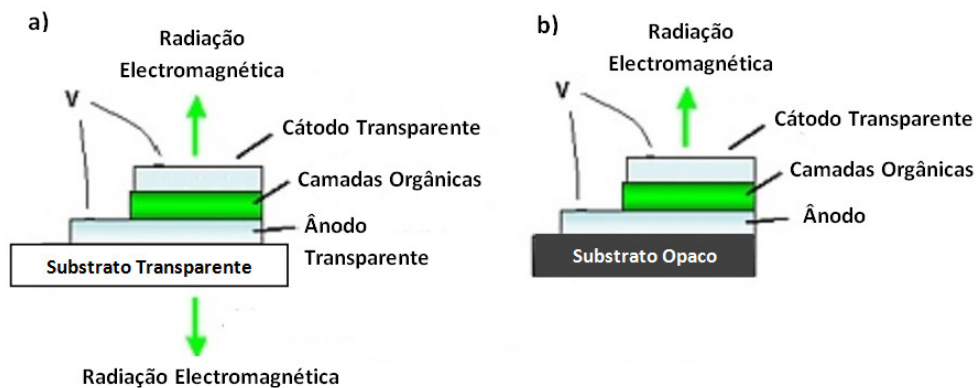 a)
Radiação
Electromagnética
V
Cátodo Transparente
Camadas Orgânicas
Ânodo
Transparente
Substrato Transparente
Radiação Electromagnética
b)
Radiação
Electromagnética
V
Cátodo Transparente
Camadas Orgânicas
Ânodo
Substrato Opaco